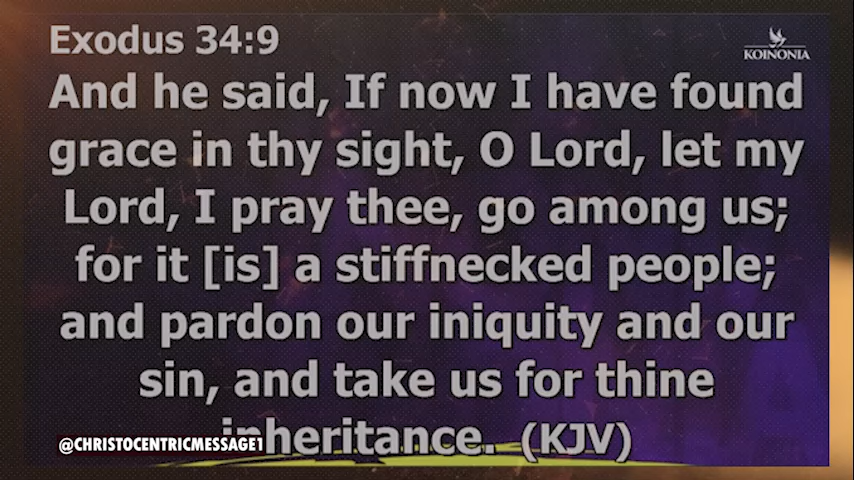 Exodus 34:9
KOINONIA
And he said, If now I have found
grace in thy sight, O Lord, let my
Lord, I pray thee, go among us;
for it [is] a stiffnecked people;
and pardon our iniquity and our
sin, and take us for thine
inheritance. (KJV)
@CHRISTOCENTRICMESSAGE1